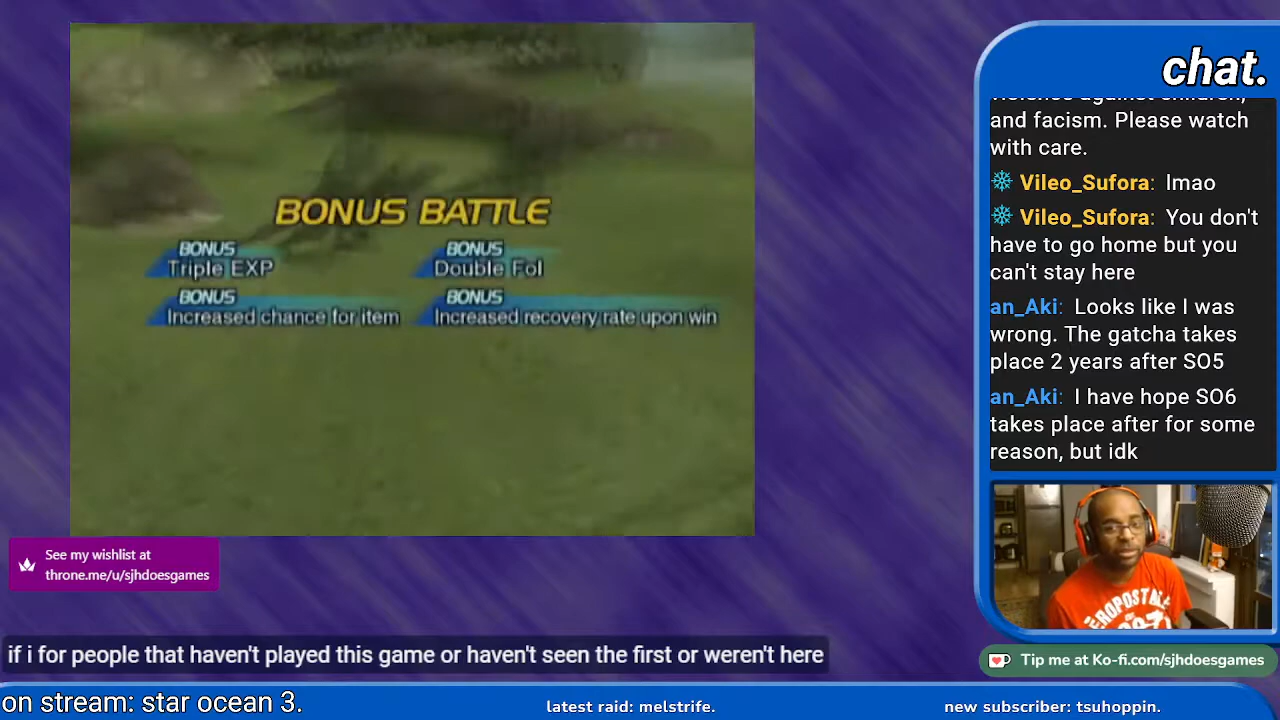 BONUS BATTLE
BONUS
Triple EXP
BONUS
Double Fol
BONUS
Increased chance for item
BONUS
Increased recovery rate upon win
See my wishlist at
throne.me/u/sjhdoesgames
if i for people that haven't played this game or haven't seen the first or weren't here
chat.
violence against children,
and facism. Please watch
with care.
Vileo_Sufora: lmao
Vileo_Sufora: You don't
have to go home but you
can't stay here
an_Aki: Looks like I was
wrong. The gatcha takes
place 2 years after SO5
an_Aki: I have hope SO6
takes place after for some
reason, but idk
Tip me at Ko-fi.com/sjhdoesgames
on stream: star ocean 3.
latest raid: melstrife.
new subscriber: tsuhoppin.